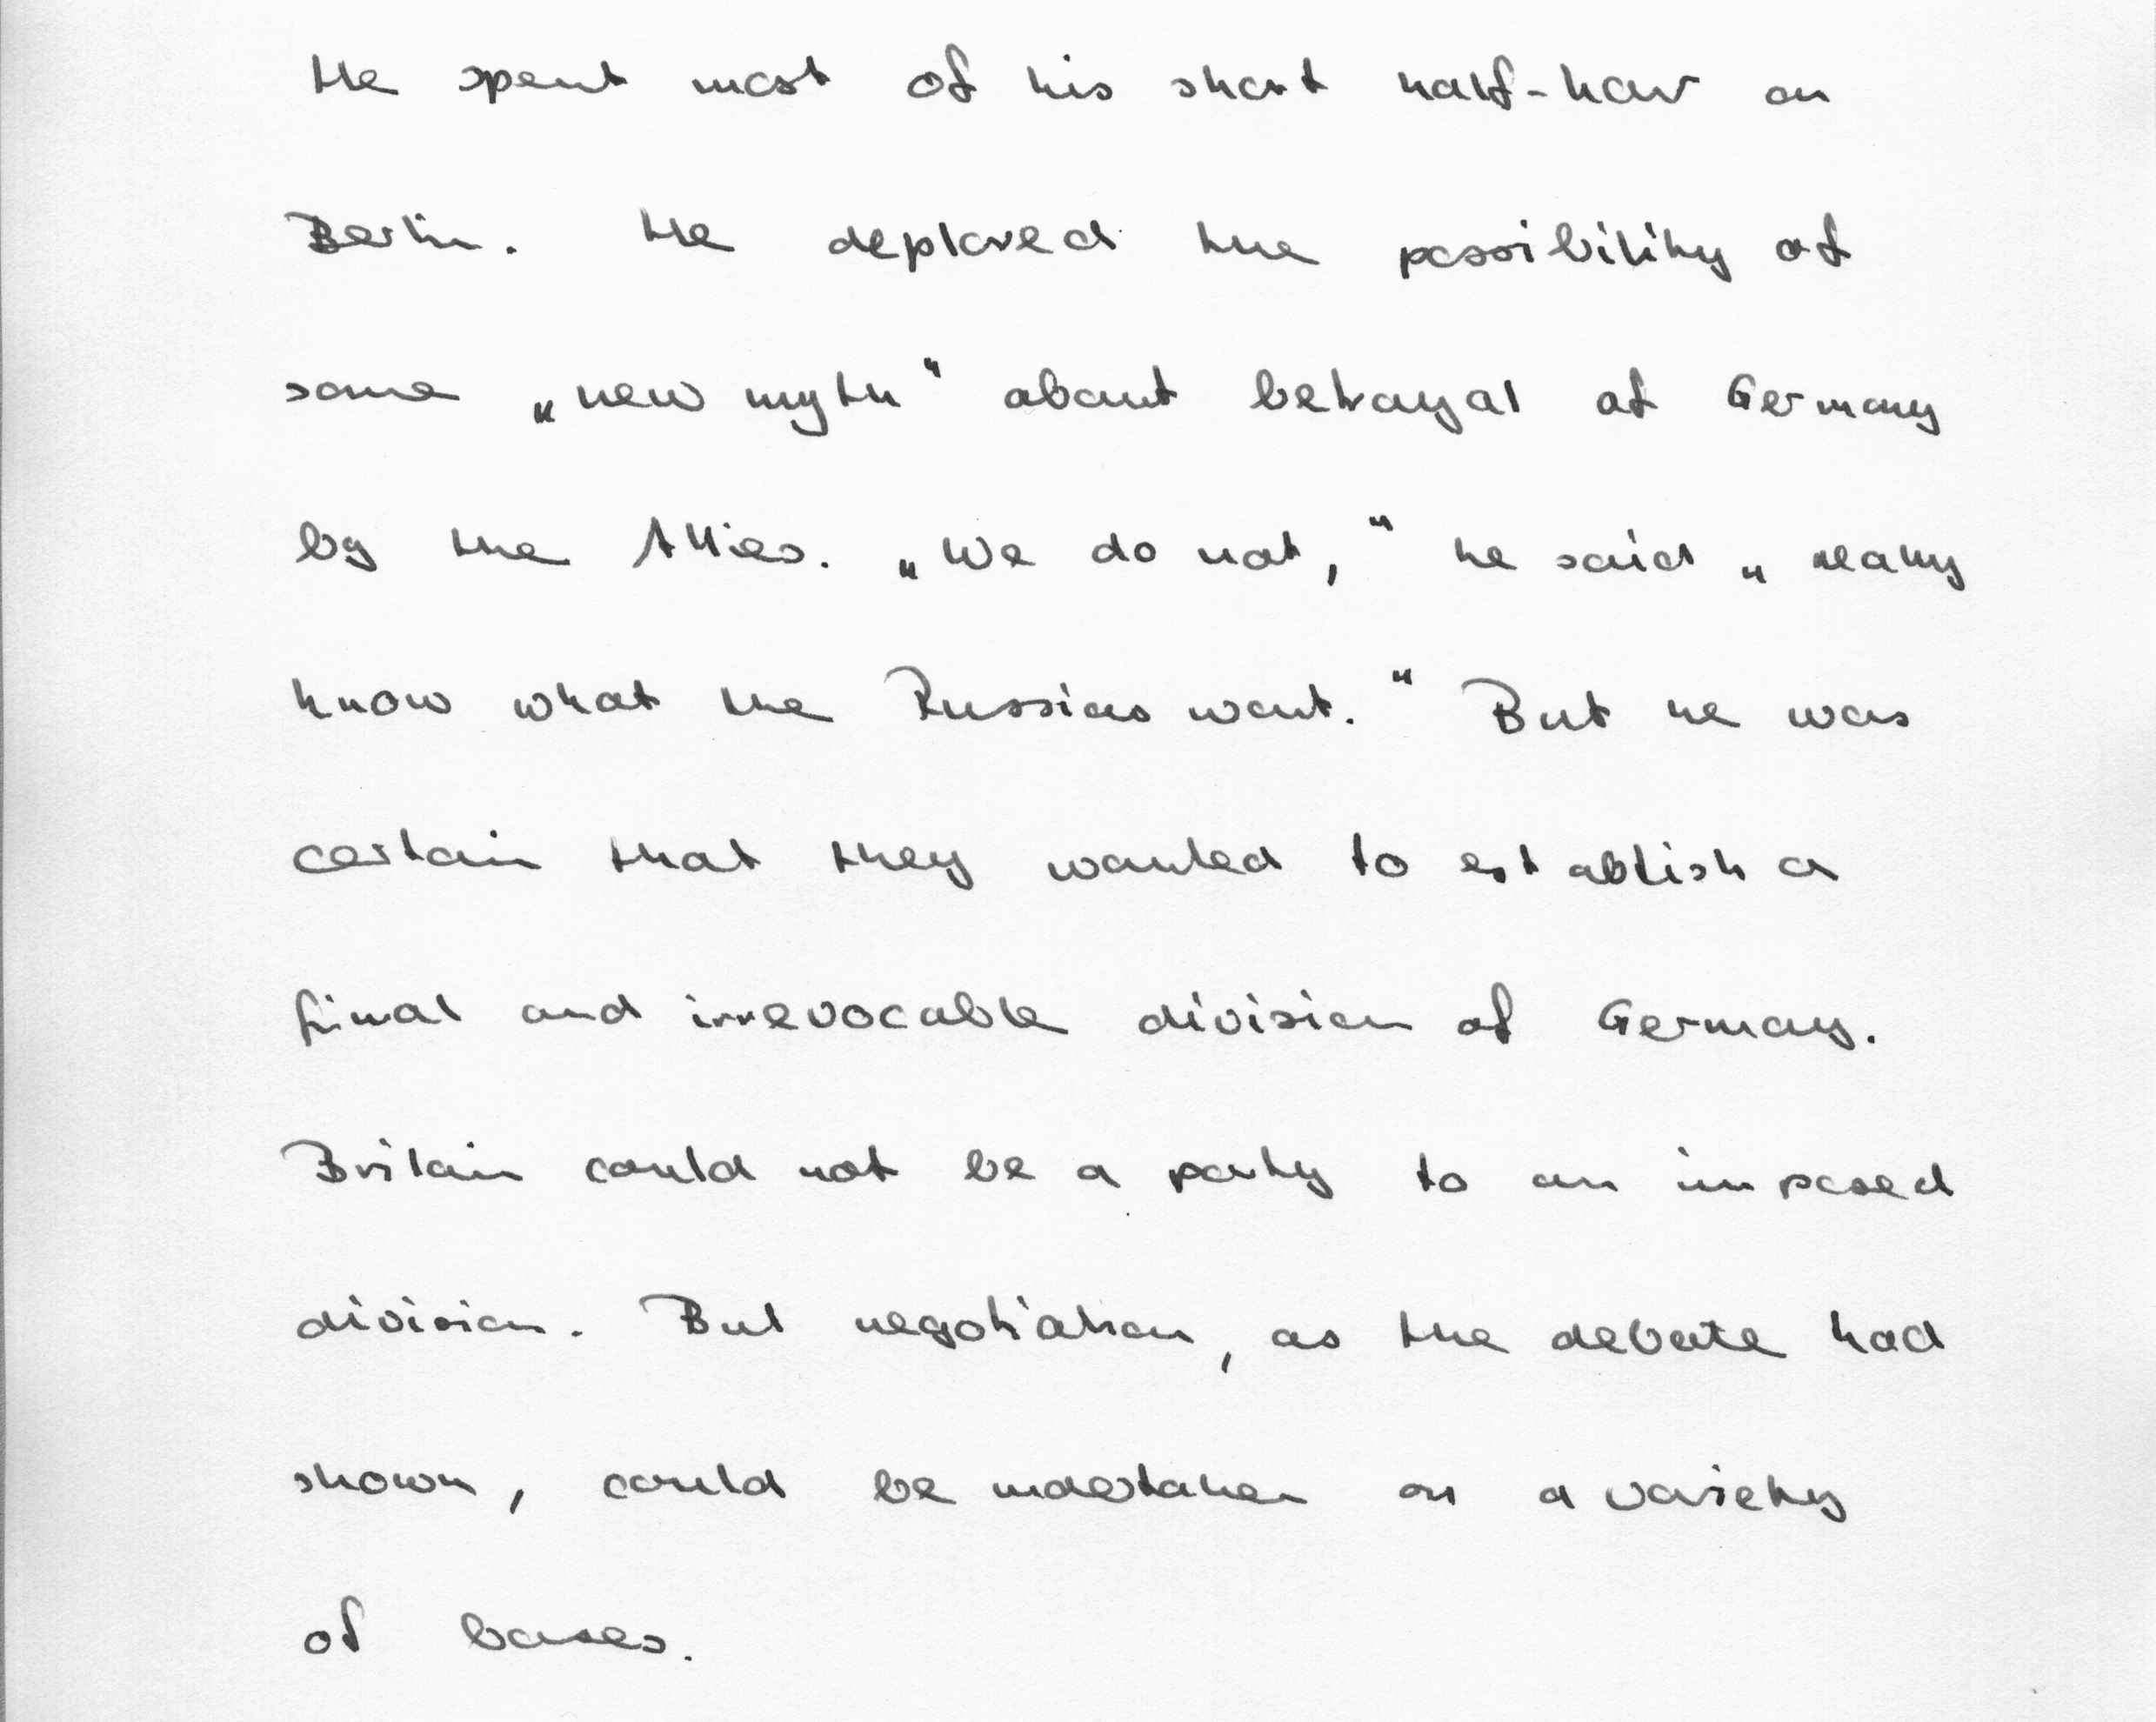 He spent most of his short half-hour on
Berlin. He deplored the possibility of
some „new myth“ about betrayal of Germany
by the Allies. „We do not,“ he said „ really
know what the Russians want.“ But he was
certain that they wanted to establish a
final and irrevocable division of Germany.
Britain could not be a party to an imposed
division. But negotiation, as the debate had
shown, could be undertaken on a variety
of bases.